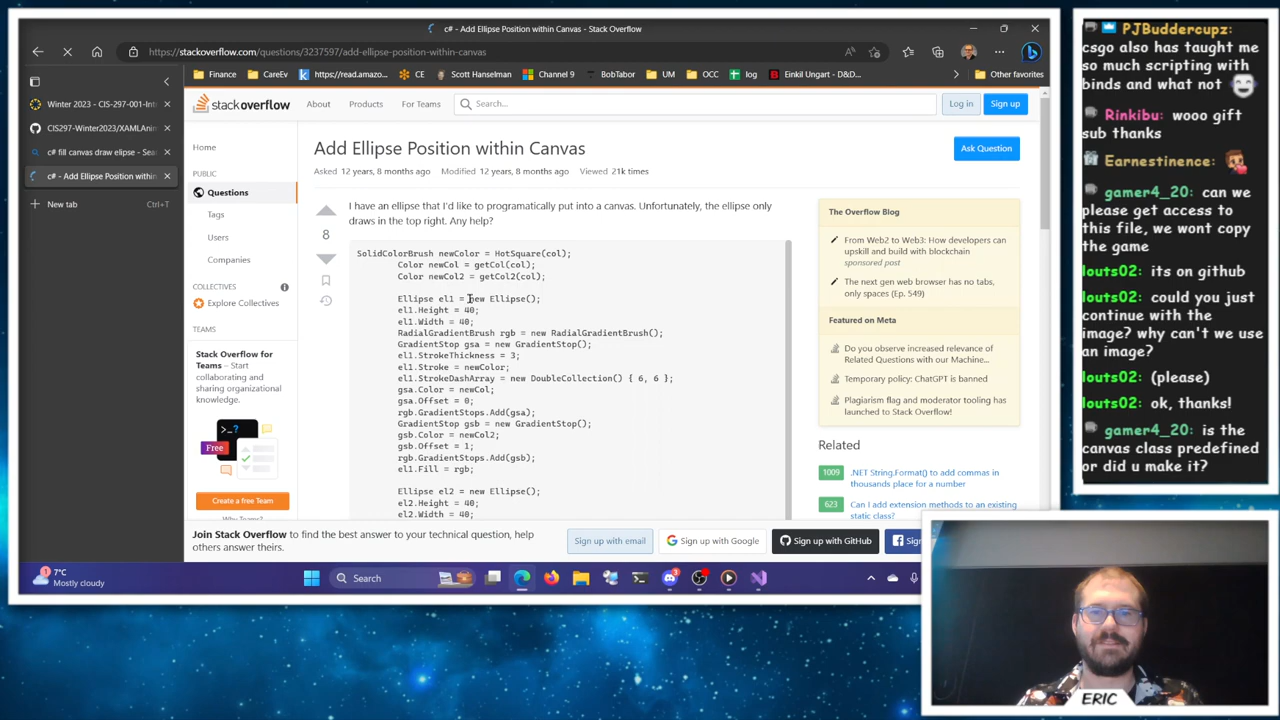 c# - Add Ellipse Position within Canvas - Stack Overflow
https://stackoverflow.com/questions/3237597/add-ellipse-position-within-canvas
Finance
CareEv
https://read.amazo...
CE
Scott Hanselman
Channel 9
BobTabor
UM
OCC
log
Einkil Ungart - D&D...
Other favorites
Winter 2023 - CIS-297-001-Int
CIS297-Winter2023/XAMLAnin
c# fill canvas draw elipse - Sea
c# - Add Ellipse Position within
New tab
Ctrl+T
stackoverflow
About
Products
For Teams
Search...
Log in
Sign up
Home
PUBLIC
Questions
Tags
Users
Companies
COLLECTIVES
Explore Collectives
TEAMS
Stack Overflow for
Teams – Start
collaborating and
sharing organizational
knowledge.
Free
Create a free Team
Why Teams?
Add Ellipse Position within Canvas
Ask Question
Asked 12 years, 8 months ago Modified 12 years, 8 months ago Viewed 21k times
8
I have an ellipse that I'd like to programatically put into a canvas. Unfortunately, the ellipse only
draws in the top right. Any help?
SolidColorBrush newColor = HotSquare(col);
Color newCol = getCol(col);
Color newCol2 = getCol2(col);
Ellipse el1 = new Ellipse();
el1.Height = 40;
el1.Width = 40;
RadialGradientBrush rgb = new RadialGradientBrush();
GradientStop gsa = new GradientStop();
el1.StrokeThickness = 3;
el1.Stroke = newColor;
el1.StrokeDashArray = new DoubleCollection() { 6, 6 };
gsa.Color = newCol;
gsa.Offset = 0;
rgb.GradientStops.Add(gsa);
GradientStop gsb = new GradientStop();
gsb.Color = newCol2;
gsb.Offset = 1;
rgb.GradientStops.Add(gsb);
el1.Fill = rgb;
Ellipse el2 = new Ellipse();
el2.Height = 40;
el2.Width = 40;
The Overflow Blog
From Web2 to Web3: How developers can
upskill and build with blockchain
sponsored post
The next gen web browser has no tabs,
only spaces (Ep. 549)
Featured on Meta
Do you observe increased relevance of
Related Questions with our Machine...
Temporary policy: ChatGPT is banned
Plagiarism flag and moderator tooling has
launched to Stack Overflow!
Related
1009
.NET String.Format() to add commas in
thousands place for a number
623
Can I add extension methods to an existing
static class?
Join Stack Overflow to find the best answer to your technical question, help
others answer theirs.
Sign up with email
Sign up with Google
Sign up with GitHub
Sign
7°C
Mostly cloudy
Search
PJBuddercupz:
csgo also has taught me
so much scripting with
binds and what not
Rinkibu: wooo gift
sub thanks
Earnestinence:
gamer4_20: can we
please get access to
this file, we wont copy
the game
louts02: its on github
louts02: could you just
continue with the
image? why can't we use
an image?
louts02: (please)
louts02: ok, thanks!
gamer4_20: is the
canvas class predefined
or did u make it?
ERIC